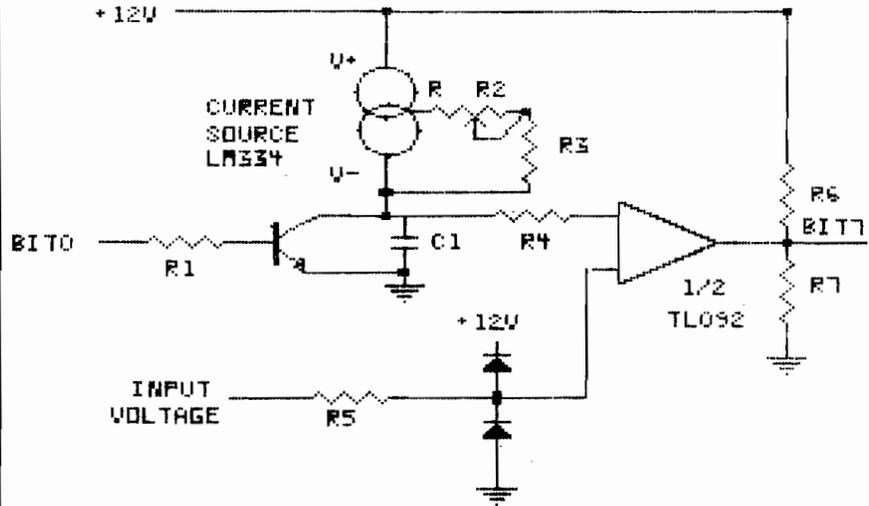 +12V
V+
R R2
CURRENT
SOURCE
LM334
R3
V-
R6
BIT0
R1
C1
R4
BIT7
1/2
TL092
R7
+12V
INPUT
VOLTAGE
R5